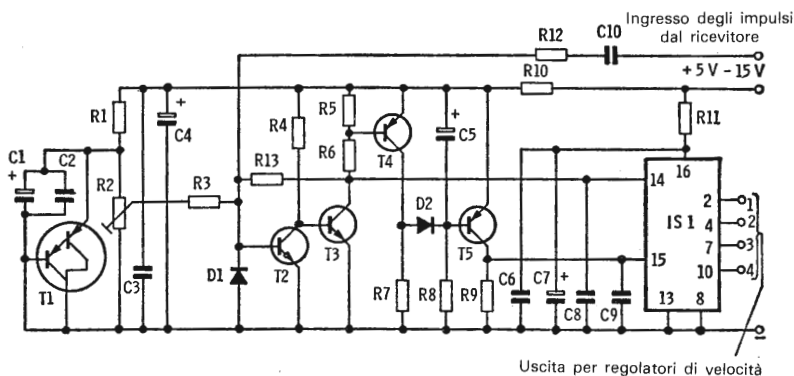 Ingresso degli impulsi
dal ricevitore
R12
C10
+5 V - 15 V
R10
R1
C4
+
R4
R5
R6
T4
+
C5
R11
C1
+
C2
R2
R3
R13
14
16
IS 1
2
1
4
2
7
3
10
4
15
13
8
T1
C3
D1
T2
T3
D2
T5
R7
R8
R9
C6
C7
+
C8
C9
–
Uscita per regolatori di velocità